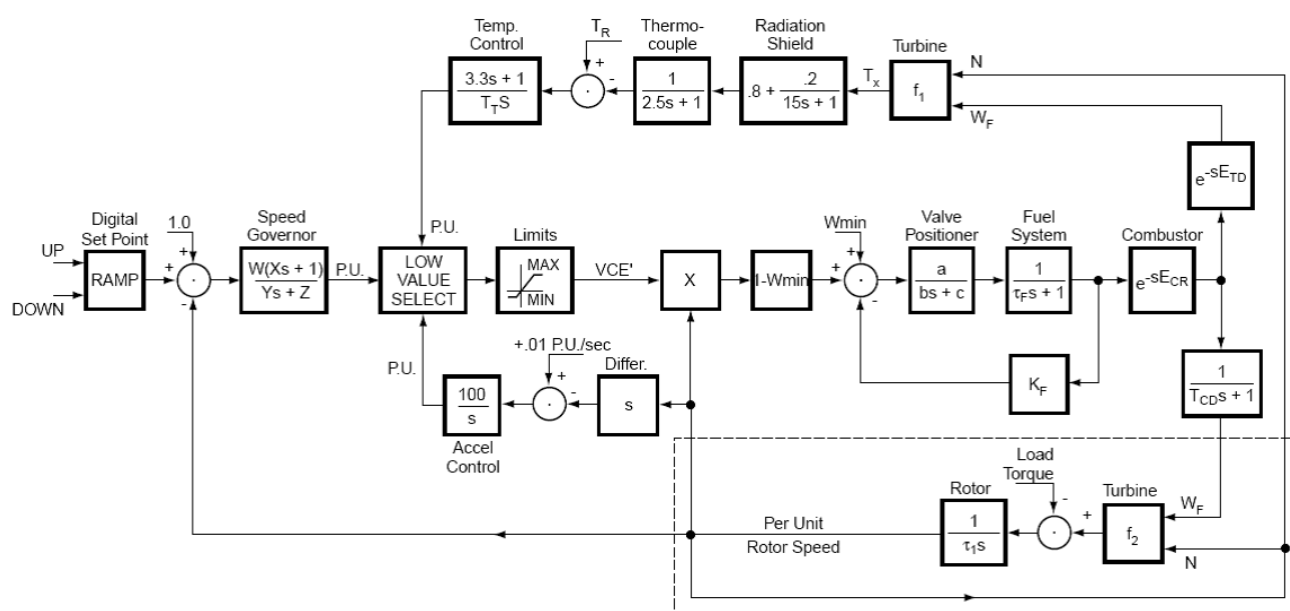 Temp.
Control
T_R
Thermo-
couple
Radiation
Shield
Turbine
N
3.3s + 1
T_T S
+
-
1
2.5s + 1
.8 + .2
15s + 1
T_x
f_1
W_F
e^-sE_TD
Digital
Set Point
1.0
Speed
Governor
P.U.
Limits
Wmin
Valve
Positioner
Fuel
System
Combustor
UP
DOWN
RAMP
+
+
-
W(Xs + 1)
Ys + Z
P.U.
LOW
VALUE
SELECT
MAX
MIN
VCE'
X
1-Wmin
+
+
-
a
bs + c
1
τ_F s + 1
e^-sE_CR
+.01 P.U./sec
P.U.
Differ.
100
s
+
-
s
K_F
1
T_CD s + 1
Accel
Control
Load
Torque
Rotor
Turbine
Per Unit
Rotor Speed
1
τ_1 s
-
+
f_2
W_F
N